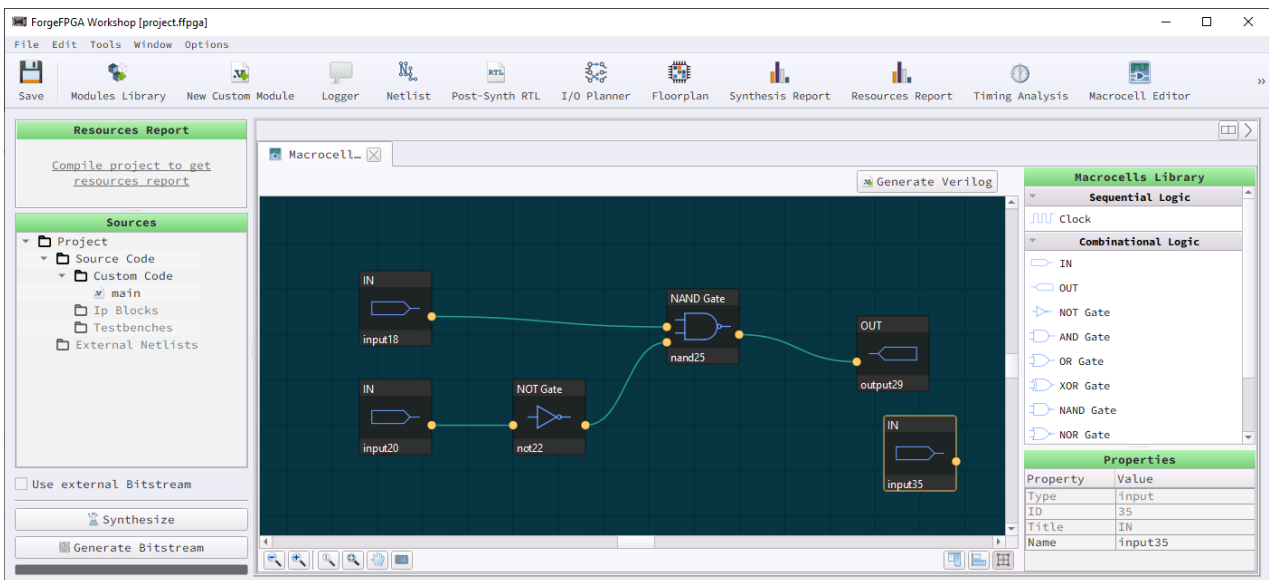 ForgeFPGA Workshop [project.ffpga]
File Edit Tools Window Options
Save Modules Library New Custom Module Logger Netlist Post-Synth RTL I/O Planner Floorplan Synthesis Report Resources Report Timing Analysis Macrocell Editor »
RTL
Resources Report
Compile project to get
resources report
Sources
Project
Source Code
Custom Code
main
Ip Blocks
Testbenches
External Netlists
Use external Bitstream
Synthesize
Generate Bitstream
Macrocell…
Generate Verilog
IN
input18
IN
input20
NOT Gate
not22
NAND Gate
nand25
OUT
output29
IN
input35
Macrocells Library
Sequential Logic
Clock
Combinational Logic
IN
OUT
NOT Gate
AND Gate
OR Gate
XOR Gate
NAND Gate
NOR Gate
Properties
Property Value
Type input
ID 35
Title IN
Name input35